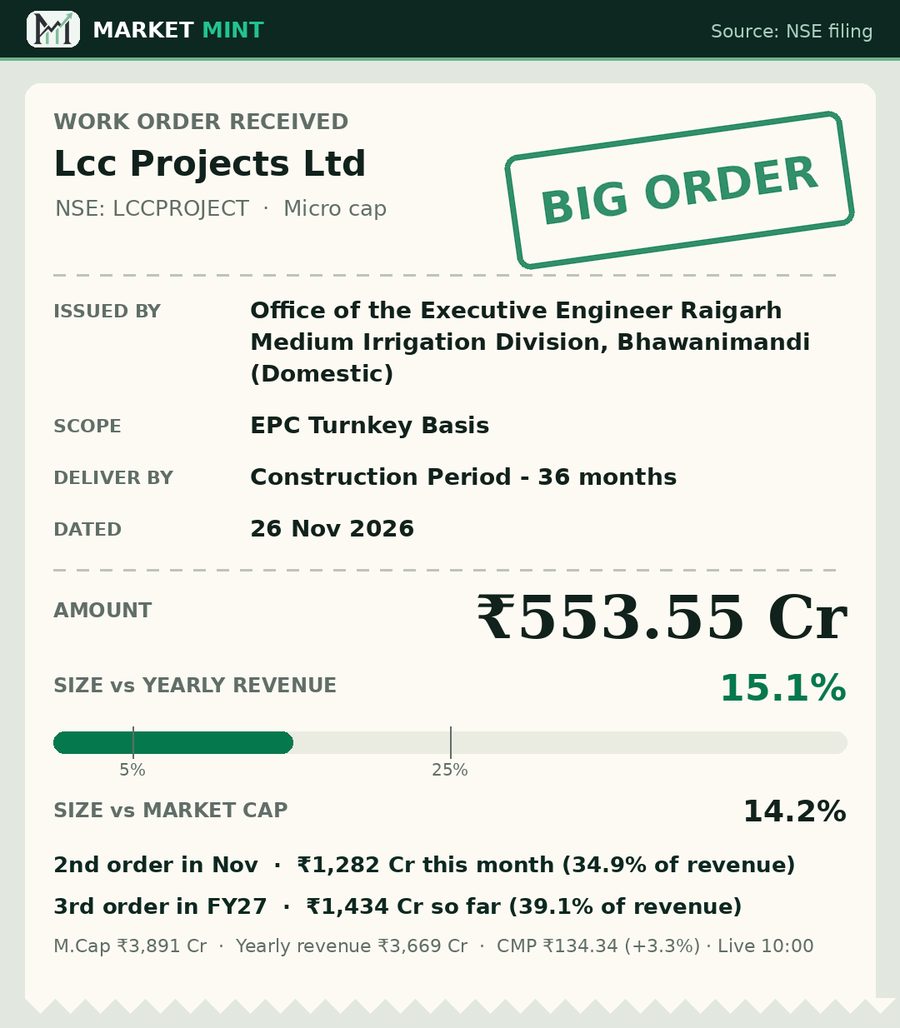 MARKET MINT
Source: NSE filing
WORK ORDER RECEIVED
Lcc Projects Ltd
NSE: LCCPROJECT · Micro cap
BIG ORDER
ISSUED BY
Office of the Executive Engineer Raigarh
Medium Irrigation Division, Bhawanimandi
(Domestic)
SCOPE
EPC Turnkey Basis
DELIVER BY
Construction Period - 36 months
DATED
26 Nov 2026
AMOUNT
₹553.55 Cr
SIZE vs YEARLY REVENUE
15.1%
5%
25%
SIZE vs MARKET CAP
14.2%
2nd order in Nov · ₹1,282 Cr this month (34.9% of revenue)
3rd order in FY27 · ₹1,434 Cr so far (39.1% of revenue)
M.Cap ₹3,891 Cr · Yearly revenue ₹3,669 Cr · CMP ₹134.34 (+3.3%) · Live 10:00